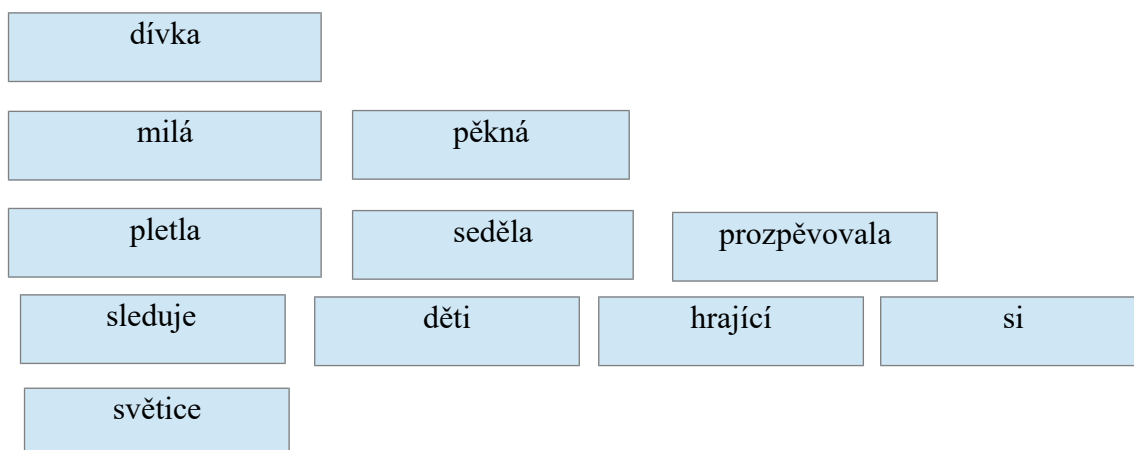 dívka
milá pěkná
pletla seděla prozpěvovala
sleduje děti hrající si
světice